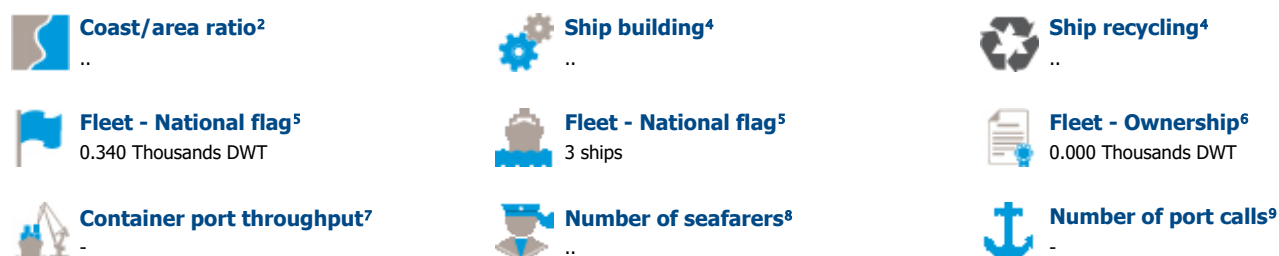 Coast/area ratio²
..
Ship building⁴
..
Ship recycling⁴
..
Fleet - National flag⁵
0.340 Thousands DWT
Fleet - National flag⁵
3 ships
Fleet - Ownership⁶
0.000 Thousands DWT
Container port throughput⁷
-
Number of seafarers⁸
..
Number of port calls⁹
-